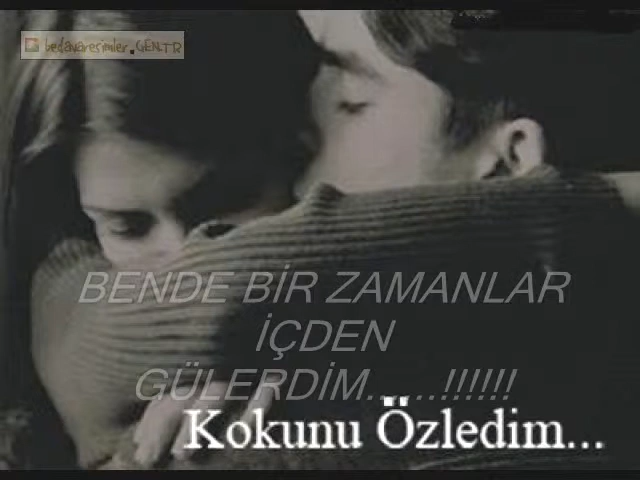 bedavaresimler.GEN.TR
BENDE BİR ZAMANLAR
İÇDEN
GÜLERDİM......!!!!!!
Kokunu Özledim...